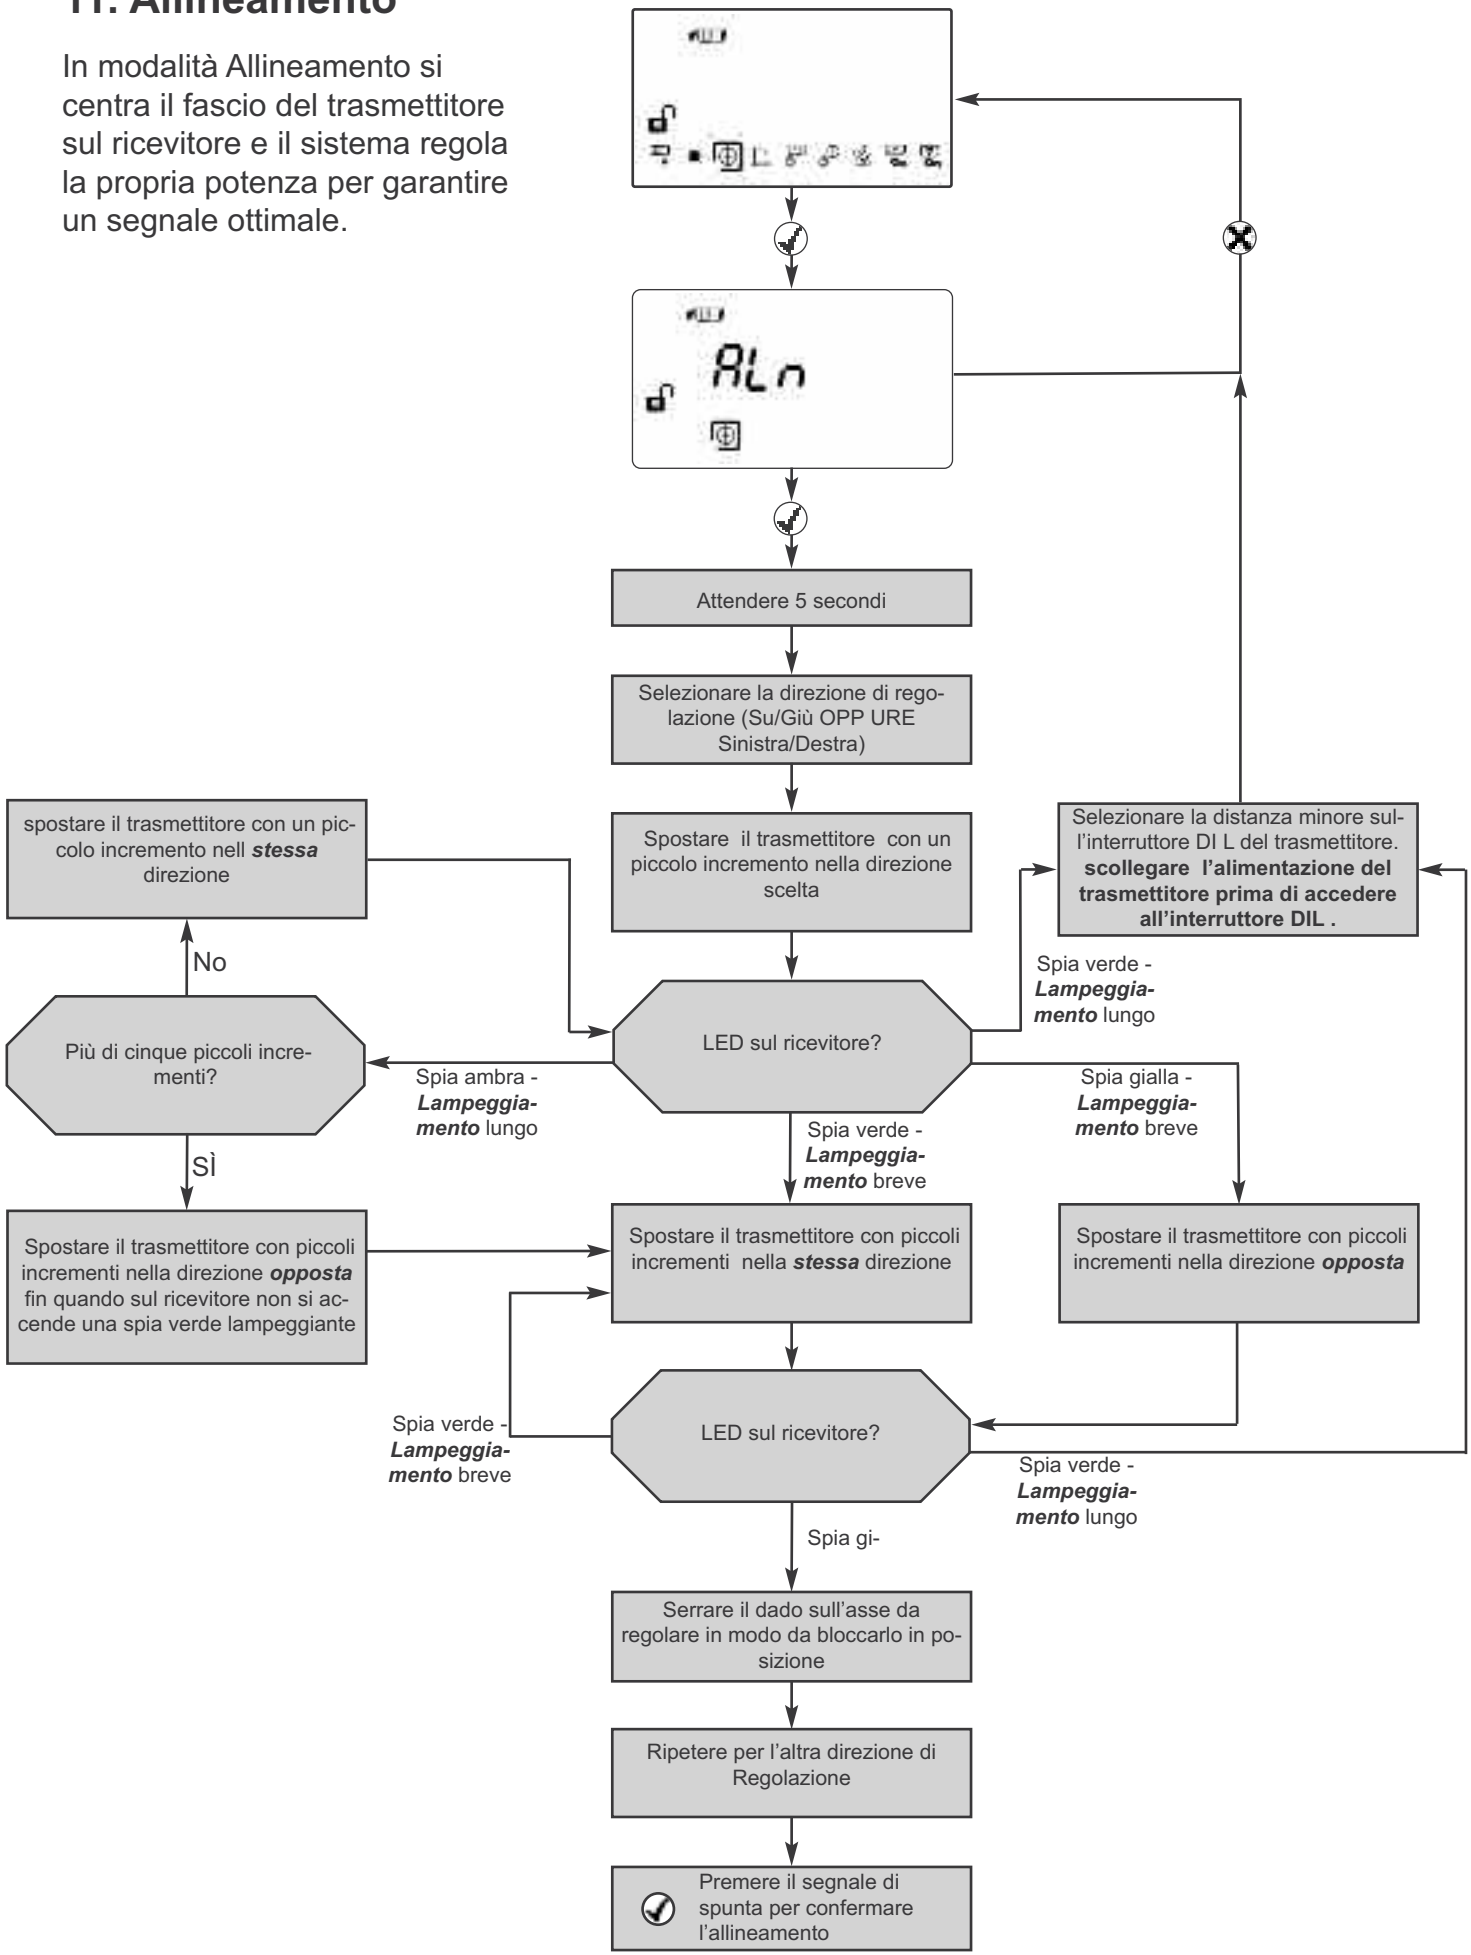 11. Allineamento
In modalità Allineamento si
centra il fascio del trasmettitore
sul ricevitore e il sistema regola
la propria potenza per garantire
un segnale ottimale.
ALn
Attendere 5 secondi
Selezionare la direzione di rego-
lazione (Su/Giù OPP URE
Sinistra/Destra)
spostare il trasmettitore con un pic-
colo incremento nell stessa
direzione
Spostare il trasmettitore con un
piccolo incremento nella direzione
scelta
Selezionare la distanza minore sul-
l'interruttore DI L del trasmettitore.
scollegare l'alimentazione del
trasmettitore prima di accedere
all'interruttore DIL .
No
Spia verde -
Lampeggia-
mento lungo
Più di cinque piccoli incre-
menti?
LED sul ricevitore?
Spia ambra -
Lampeggia-
mento lungo
Spia gialla -
Lampeggia-
mento breve
Spia verde -
Lampeggia-
mento breve
SÌ
Spostare il trasmettitore con piccoli
incrementi nella direzione opposta
fin quando sul ricevitore non si ac-
cende una spia verde lampeggiante
Spostare il trasmettitore con piccoli
incrementi nella stessa direzione
Spostare il trasmettitore con piccoli
incrementi nella direzione opposta
Spia verde -
Lampeggia-
mento breve
LED sul ricevitore?
Spia verde -
Lampeggia-
mento lungo
Spia gi-
Serrare il dado sull'asse da
regolare in modo da bloccarlo in po-
sizione
Ripetere per l'altra direzione di
Regolazione
Premere il segnale di
spunta per confermare
l'allineamento